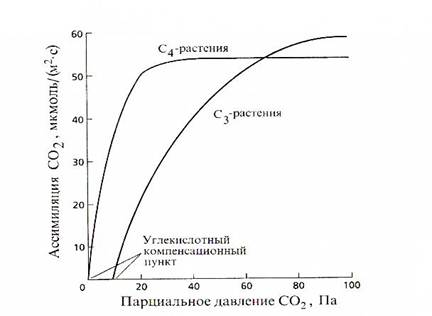 Ассимиляция CO₂, мкмоль/(м²·с)
60
50
40
30
20
10
C₄-растения
C₃-растения
Углекислотный
компенсационный
пункт
0 10 20 40 60 80 100
Парциальное давление CO₂, Па